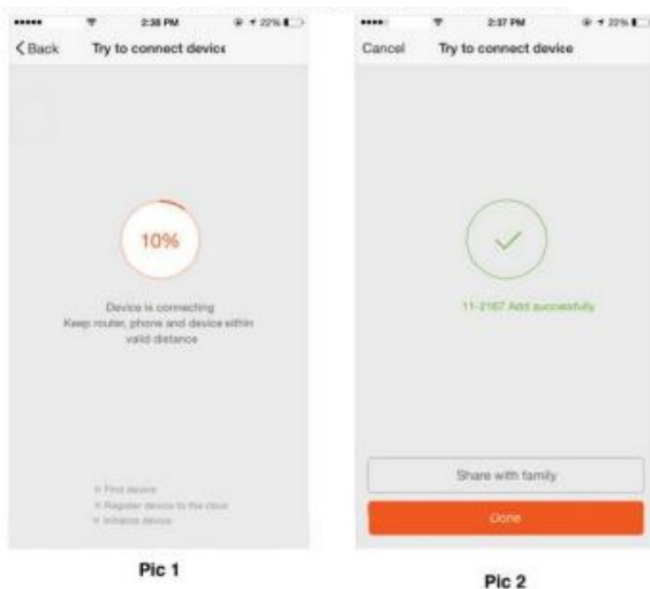 2:38 PM
22%
Back
Try to connect device
10%
Device is connecting
Keep router, phone and device within
valid distance
Find device
Register device to the cloud
Initialize device
Pic 1
2:37 PM
22%
Cancel
Try to connect device
11-2167 Add successfully
Share with family
Done
Pic 2